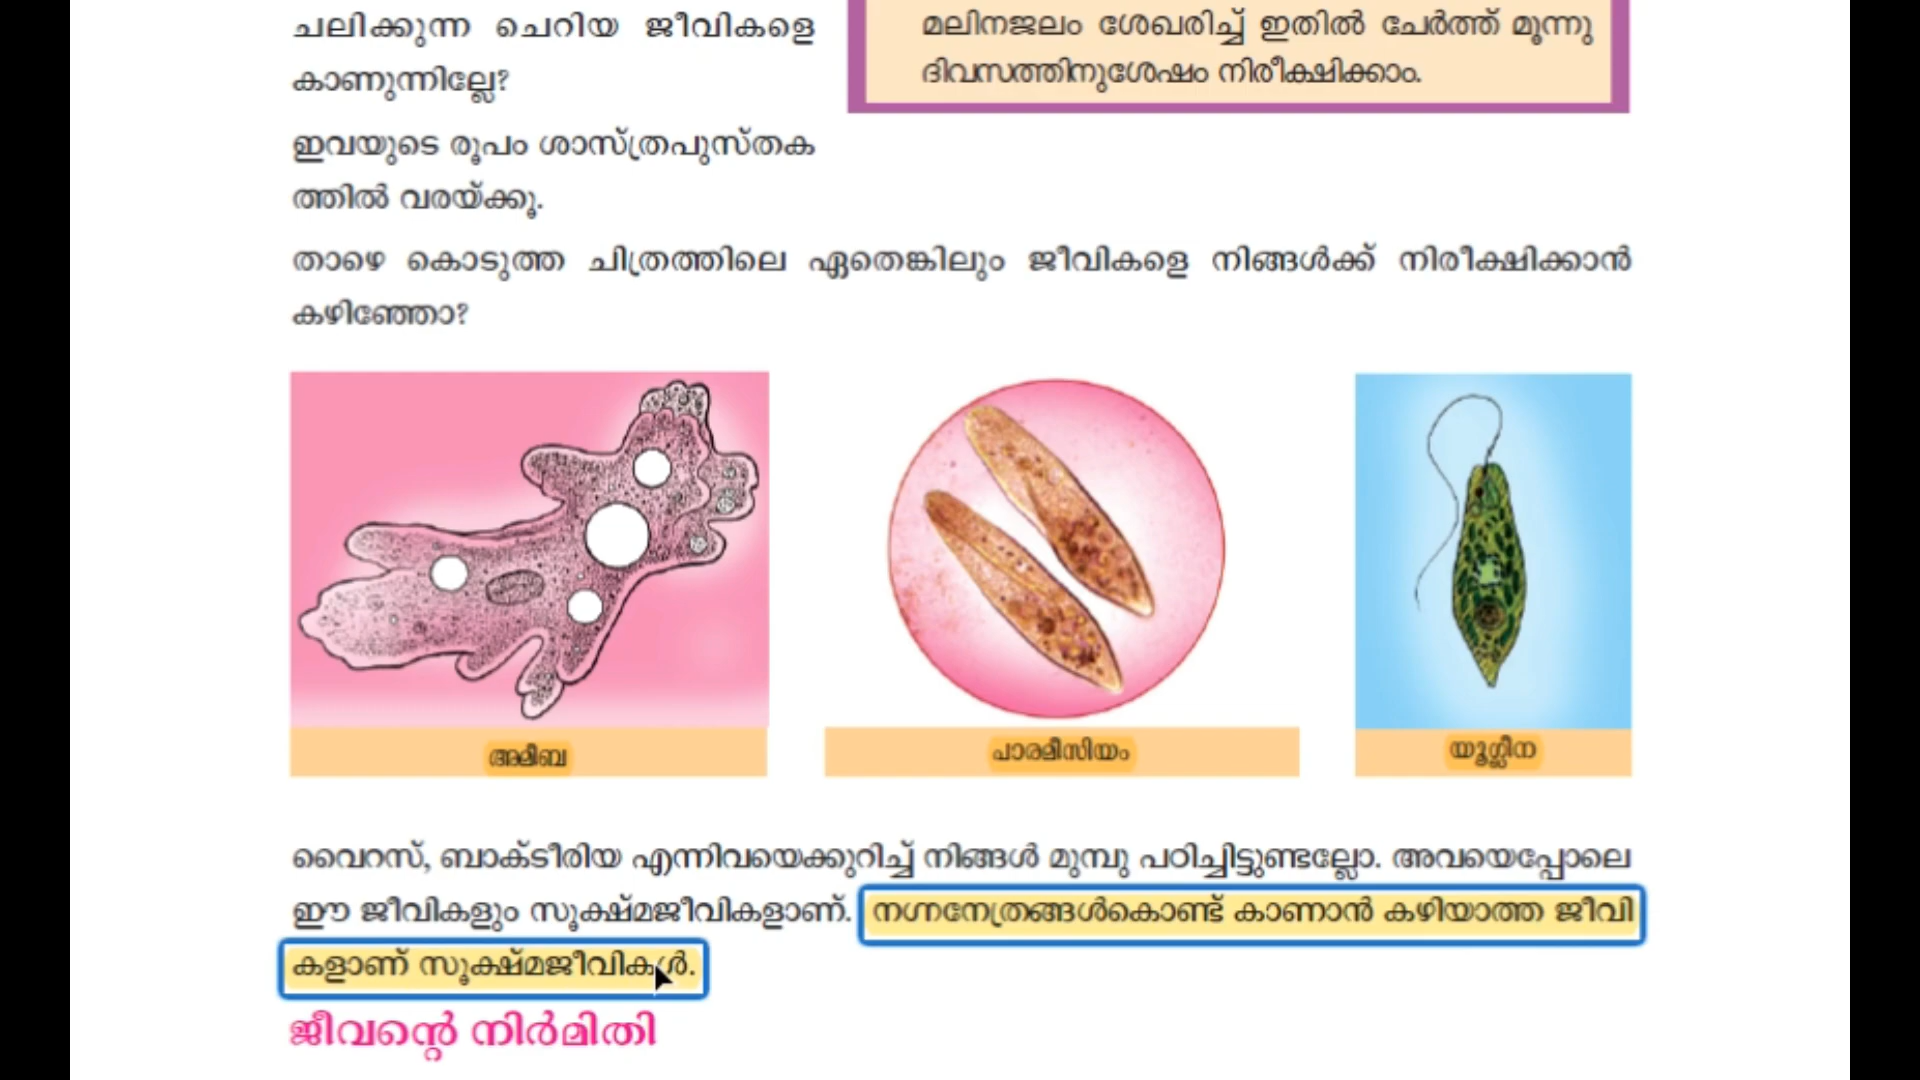 ചലിക്കുന്ന ചെറിയ ജീവികളെ
കാണുന്നില്ലേ?
ഇവയുടെ രൂപം ശാസ്ത്രപുസ്തക
ത്തിൽ വരയ്ക്കൂ.
മലിനജലം ശേഖരിച്ച് ഇതിൽ ചേർത്ത് മൂന്നു
ദിവസത്തിനുശേഷം നിരീക്ഷിക്കാം.
താഴെ കൊടുത്ത ചിത്രത്തിലെ ഏതെങ്കിലും ജീവികളെ നിങ്ങൾക്ക് നിരീക്ഷിക്കാൻ
കഴിഞ്ഞോ?
അമീബ
പാരമീസിയം
യൂഗ്ലീന
വൈറസ്, ബാക്ടീരിയ എന്നിവയെക്കുറിച്ച് നിങ്ങൾ മുമ്പു പഠിച്ചിട്ടുണ്ടല്ലോ. അവയെപ്പോലെ
ഈ ജീവികളും സൂക്ഷ്മജീവികളാണ്. നഗ്നനേത്രങ്ങൾകൊണ്ട് കാണാൻ കഴിയാത്ത ജീവി
കളാണ് സൂക്ഷ്മജീവികൾ.
ജീവന്റെ നിർമിതി